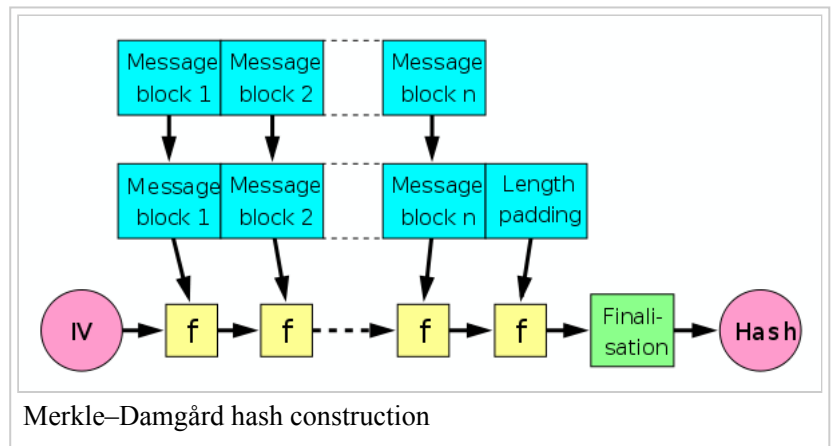 Message Message Message
block 1 block 2 block n
Message Message Message Length
block 1 block 2 block n padding
IV f f f f Finali-
sation Hash
Merkle–Damgård hash construction